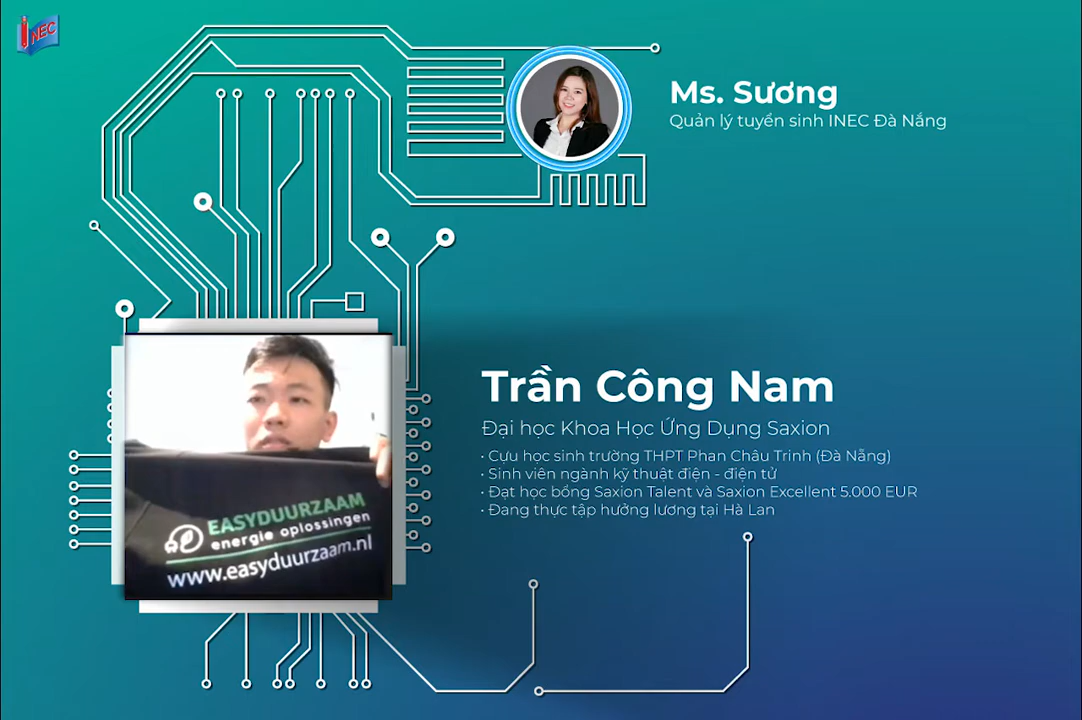 INEC
Ms. Sương
Quản lý tuyển sinh INEC Đà Nẵng
Trần Công Nam
Đại học Khoa Học Ứng Dụng Saxion
• Cựu học sinh trường THPT Phan Châu Trinh (Đà Nẵng)
• Sinh viên ngành kỹ thuật điện - điện tử
• Đạt học bổng Saxion Talent và Saxion Excellent 5.000 EUR
• Đang thực tập hưởng lương tại Hà Lan
EASYDUURZAAM
energie oplossingen
www.easyduurzaam.nl